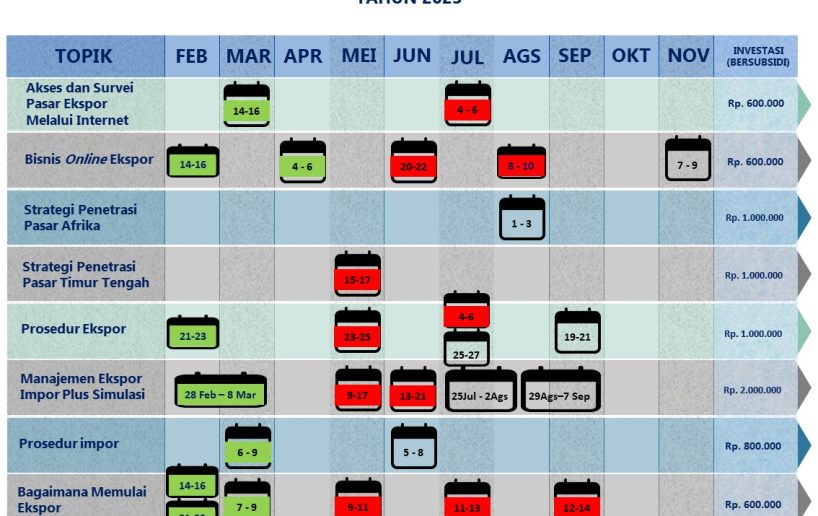 TAHUN 2023
TOPIK FEB MAR APR MEI JUN JUL AGS SEP OKT NOV INVESTASI (BERSUBSIDI)
Akses dan Survei
Pasar Ekspor
Melalui Internet
14-16 4 - 6 Rp. 600.000
Bisnis Online Ekspor 14-16 4 - 6 20-22 8 - 10 7 - 9 Rp. 600.000
Strategi Penetrasi
Pasar Afrika
1 - 3 Rp. 1.000.000
Strategi Penetrasi
Pasar Timur Tengah
15-17 Rp. 1.000.000
4-6
Prosedur Ekspor 21-23 23-25 19-21 Rp. 1.000.000
25-27
Manajemen Ekspor
Impor Plus Simulasi
28 Feb – 8 Mar 9-17 13-21 25Jul - 2Ags 29Ags–7 Sep Rp. 2.000.000
Prosedur impor 6 - 9 5 - 8 Rp. 800.000
14-16
Bagaimana Memulai
Ekspor
7 - 9 9-11 11-13 12-14 Rp. 600.000